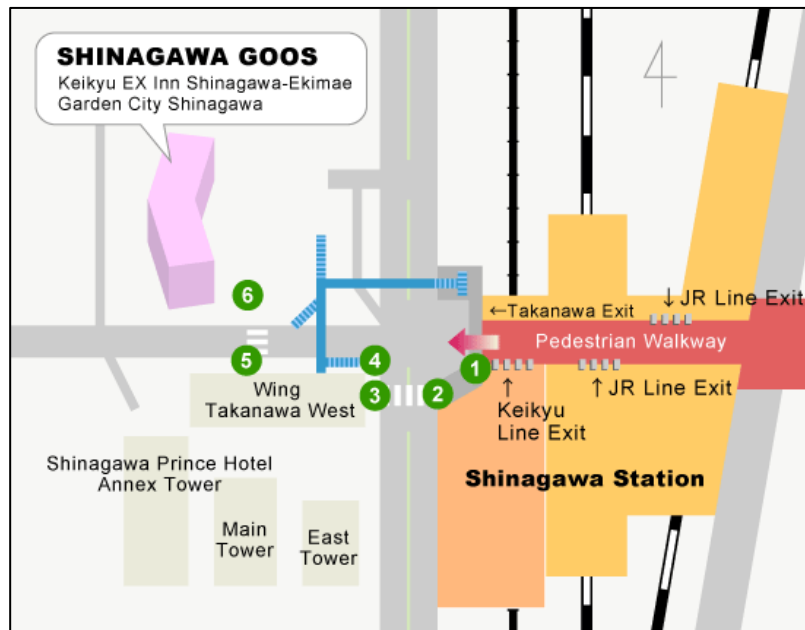 SHINAGAWA GOOS
Keikyu EX Inn Shinagawa-Ekimae
Garden City Shinagawa
4
↓JR Line Exit
←Takanawa Exit
Pedestrian Walkway
6
5
4
3
2
1
Wing
Takanawa West
↑
Keikyu
Line Exit
↑JR Line Exit
Shinagawa Prince Hotel
Annex Tower
Main
Tower
East
Tower
Shinagawa Station